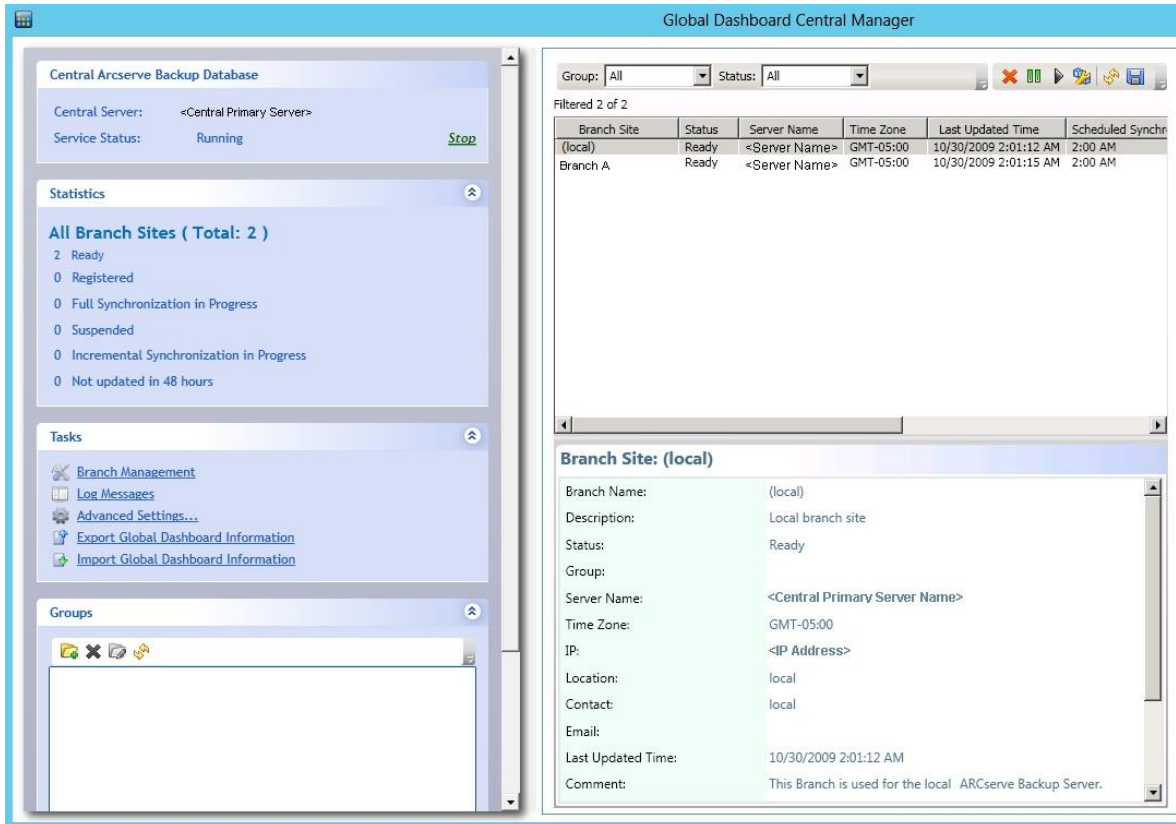 Global Dashboard Central Manager
Central Arcserve Backup Database
Central Server: <Central Primary Server>
Service Status: Running Stop
Statistics
All Branch Sites ( Total: 2 )
2 Ready
0 Registered
0 Full Synchronization in Progress
0 Suspended
0 Incremental Synchronization in Progress
0 Not updated in 48 hours
Tasks
Branch Management
Log Messages
Advanced Settings...
Export Global Dashboard Information
Import Global Dashboard Information
Groups
Group: All Status: All
Filtered 2 of 2
Branch Site Status Server Name Time Zone Last Updated Time Scheduled Synchr
(local) Ready <Server Name> GMT-05:00 10/30/2009 2:01:12 AM 2:00 AM
Branch A Ready <Server Name> GMT-05:00 10/30/2009 2:01:15 AM 2:00 AM
Branch Site: (local)
Branch Name: (local)
Description: Local branch site
Status: Ready
Group:
Server Name: <Central Primary Server Name>
Time Zone: GMT-05:00
IP: <IP Address>
Location: local
Contact: local
Email:
Last Updated Time: 10/30/2009 2:01:12 AM
Comment: This Branch is used for the local ARCserve Backup Server.